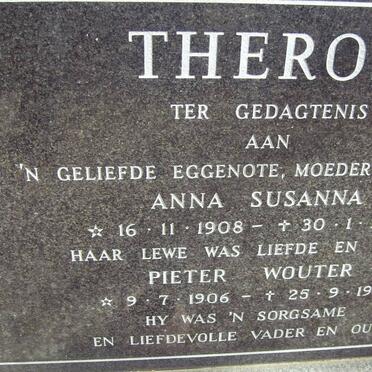 THERO
TER GEDAGTENIS
AAN
'N GELIEFDE EGGENOTE, MOEDER
ANNA SUSANNA
☆ 16·11·1908 – ✝ 30·1·
HAAR LEWE WAS LIEFDE EN
PIETER WOUTER
☆ 9·7·1906 – ✝ 25·9·19
HY WAS 'N SORGSAME
EN LIEFDEVOLLE VADER EN OU